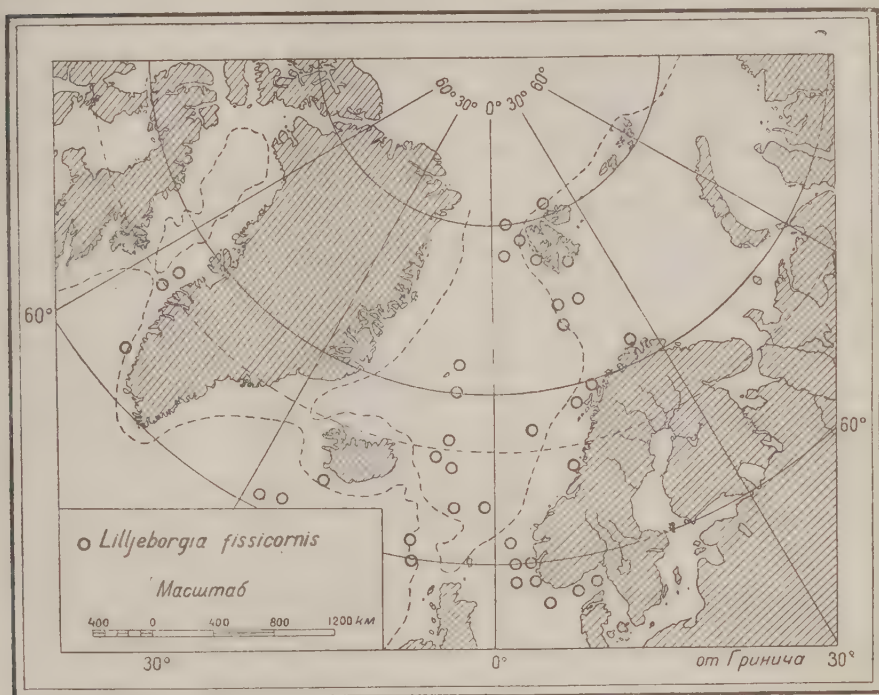 60° 30° 0° 30° 60°
60°
60°
○ Lilljeborgia fissicornis
Масштаб
400 0 400 800 1200 км
30° 0° от Гринича 30°